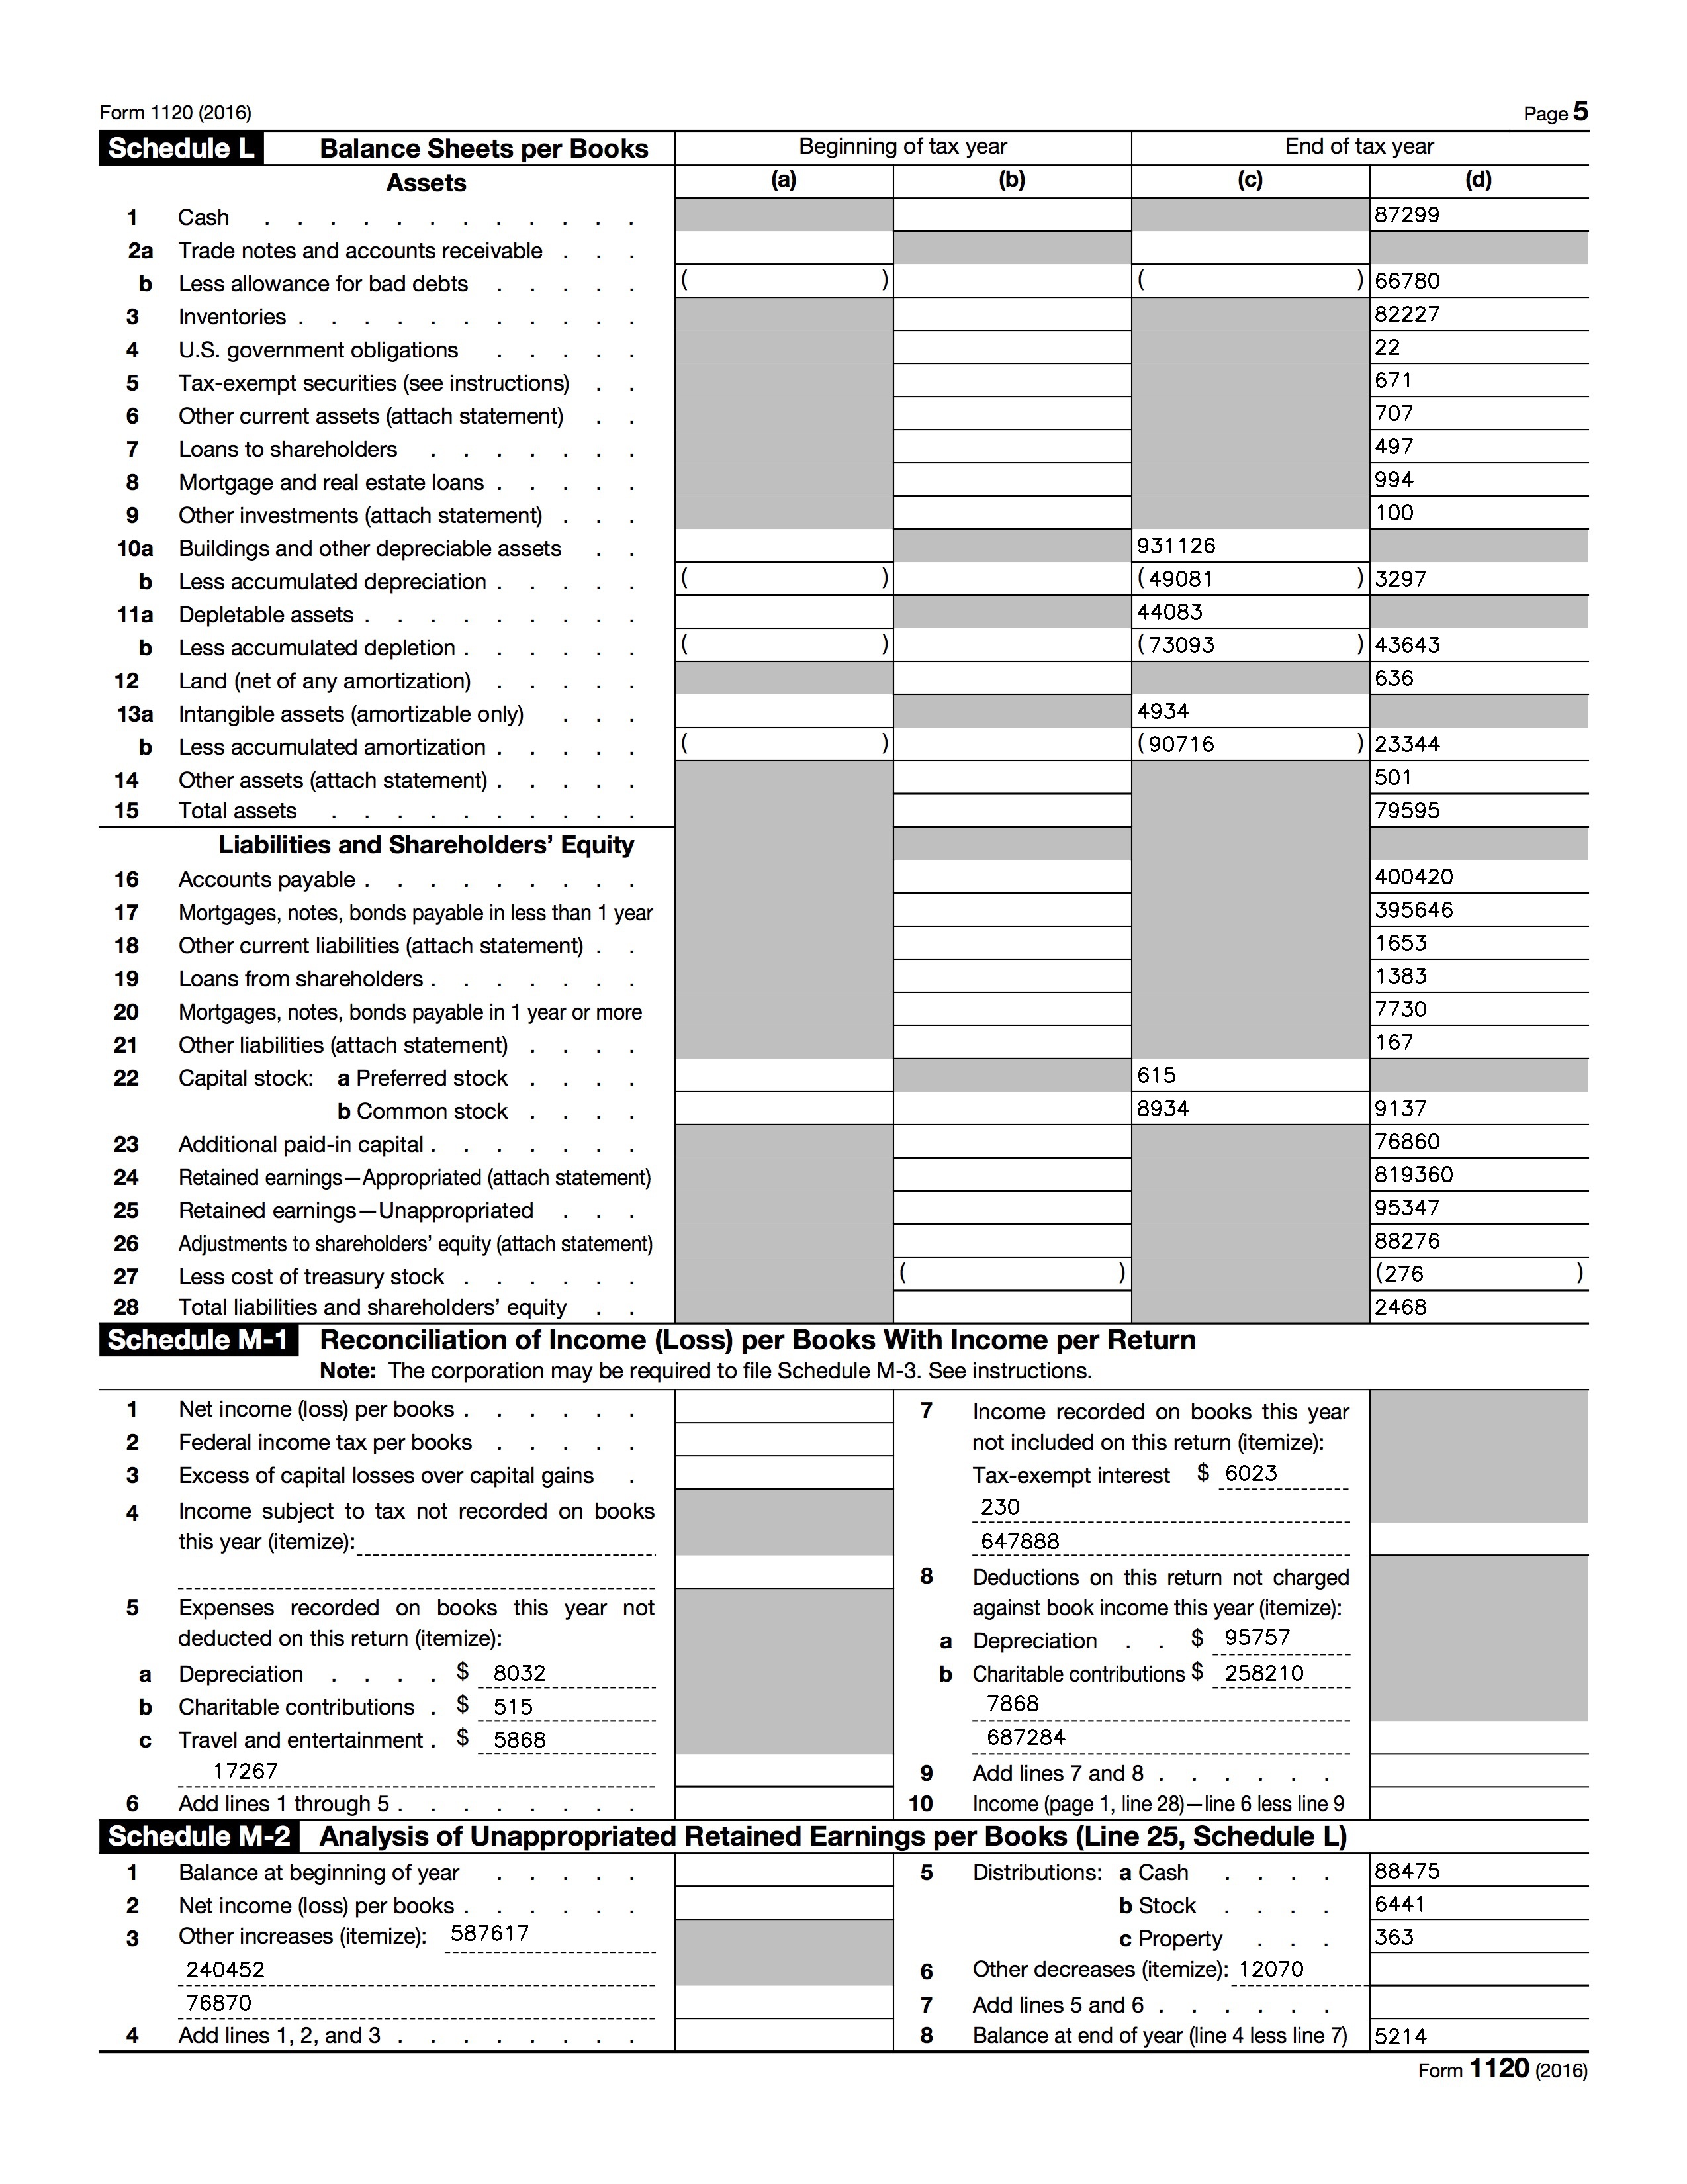 Form 1120 (2016) Page 5
Schedule L Balance Sheets per Books Beginning of tax year End of tax year
Assets (a) (b) (c) (d)
1 Cash . . . . . . . . . . . . 87299
2a Trade notes and accounts receivable . . .
b Less allowance for bad debts . . . . . ( ) ( ) 66780
3 Inventories . . . . . . . . . . . 82227
4 U.S. government obligations . . . . . 22
5 Tax-exempt securities (see instructions) . . 671
6 Other current assets (attach statement) . . 707
7 Loans to shareholders . . . . . . . 497
8 Mortgage and real estate loans . . . . . 994
9 Other investments (attach statement) . . . 100
10a Buildings and other depreciable assets . . 931126
b Less accumulated depreciation . . . . . ( ) ( 49081 ) 3297
11a Depletable assets . . . . . . . . . 44083
b Less accumulated depletion . . . . . . ( ) ( 73093 ) 43643
12 Land (net of any amortization) . . . . . 636
13a Intangible assets (amortizable only) . . . 4934
b Less accumulated amortization . . . . . ( ) ( 90716 ) 23344
14 Other assets (attach statement) . . . . . 501
15 Total assets . . . . . . . . . . 79595
Liabilities and Shareholders' Equity
16 Accounts payable . . . . . . . . . 400420
17 Mortgages, notes, bonds payable in less than 1 year 395646
18 Other current liabilities (attach statement) . . 1653
19 Loans from shareholders . . . . . . . 1383
20 Mortgages, notes, bonds payable in 1 year or more 7730
21 Other liabilities (attach statement) . . . . 167
22 Capital stock: a Preferred stock . . . . 615
b Common stock . . . . 8934 9137
23 Additional paid-in capital . . . . . . . 76860
24 Retained earnings—Appropriated (attach statement) 819360
25 Retained earnings—Unappropriated . . . 95347
26 Adjustments to shareholders' equity (attach statement) 88276
27 Less cost of treasury stock . . . . . . ( ) (276 )
28 Total liabilities and shareholders' equity . . 2468
Schedule M-1 Reconciliation of Income (Loss) per Books With Income per Return
Note: The corporation may be required to file Schedule M-3. See instructions.
1 Net income (loss) per books . . . . . .
2 Federal income tax per books . . . . .
3 Excess of capital losses over capital gains .
4 Income subject to tax not recorded on books
this year (itemize):
5 Expenses recorded on books this year not
deducted on this return (itemize):
a Depreciation . . . . $ 8032
b Charitable contributions . $ 515
c Travel and entertainment . $ 5868
17267
6 Add lines 1 through 5 . . . . . . . .
7 Income recorded on books this year
not included on this return (itemize):
Tax-exempt interest $ 6023
230
647888
8 Deductions on this return not charged
against book income this year (itemize):
a Depreciation . . $ 95757
b Charitable contributions $ 258210
7868
687284
9 Add lines 7 and 8 . . . . . .
10 Income (page 1, line 28)—line 6 less line 9
Schedule M-2 Analysis of Unappropriated Retained Earnings per Books (Line 25, Schedule L)
1 Balance at beginning of year . . . . .
2 Net income (loss) per books . . . . . .
3 Other increases (itemize): 587617
240452
76870
4 Add lines 1, 2, and 3 . . . . . . . .
5 Distributions: a Cash . . . . 88475
b Stock . . . . 6441
c Property . . . 363
6 Other decreases (itemize): 12070
7 Add lines 5 and 6 . . . . . .
8 Balance at end of year (line 4 less line 7) 5214
Form 1120 (2016)